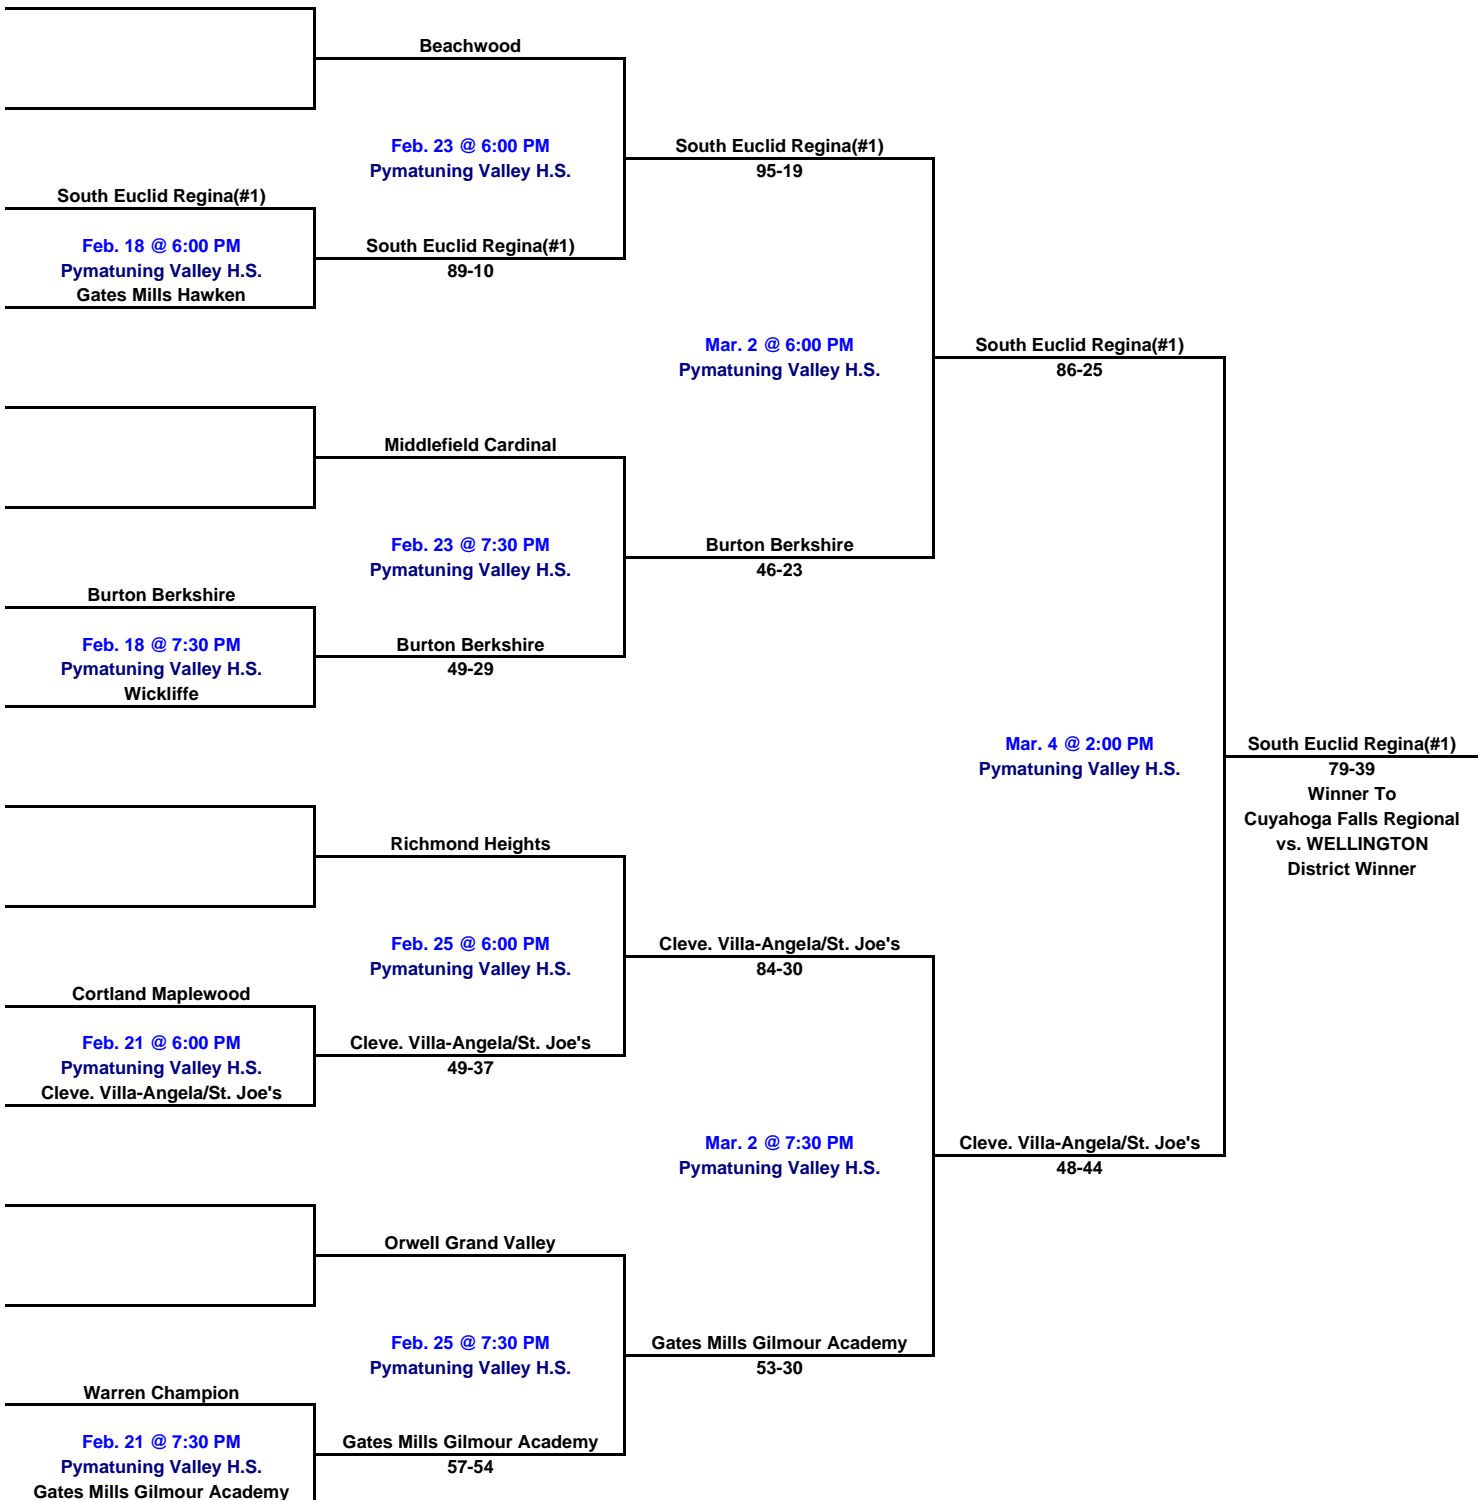 Beachwood
Feb. 23 @ 6:00 PM
Pymatuning Valley H.S.
South Euclid Regina(#1)
95-19
South Euclid Regina(#1)
Feb. 18 @ 6:00 PM
Pymatuning Valley H.S.
Gates Mills Hawken
South Euclid Regina(#1)
89-10
Mar. 2 @ 6:00 PM
Pymatuning Valley H.S.
South Euclid Regina(#1)
86-25
Middlefield Cardinal
Feb. 23 @ 7:30 PM
Pymatuning Valley H.S.
Burton Berkshire
46-23
Burton Berkshire
Feb. 18 @ 7:30 PM
Pymatuning Valley H.S.
Wickliffe
Burton Berkshire
49-29
Mar. 4 @ 2:00 PM
Pymatuning Valley H.S.
South Euclid Regina(#1)
79-39
Winner To
Cuyahoga Falls Regional
vs. WELLINGTON
District Winner
Richmond Heights
Feb. 25 @ 6:00 PM
Pymatuning Valley H.S.
Cleve. Villa-Angela/St. Joe's
84-30
Cortland Maplewood
Feb. 21 @ 6:00 PM
Pymatuning Valley H.S.
Cleve. Villa-Angela/St. Joe's
Cleve. Villa-Angela/St. Joe's
49-37
Mar. 2 @ 7:30 PM
Pymatuning Valley H.S.
Cleve. Villa-Angela/St. Joe's
48-44
Orwell Grand Valley
Feb. 25 @ 7:30 PM
Pymatuning Valley H.S.
Gates Mills Gilmour Academy
53-30
Warren Champion
Feb. 21 @ 7:30 PM
Pymatuning Valley H.S.
Gates Mills Gilmour Academy
Gates Mills Gilmour Academy
57-54